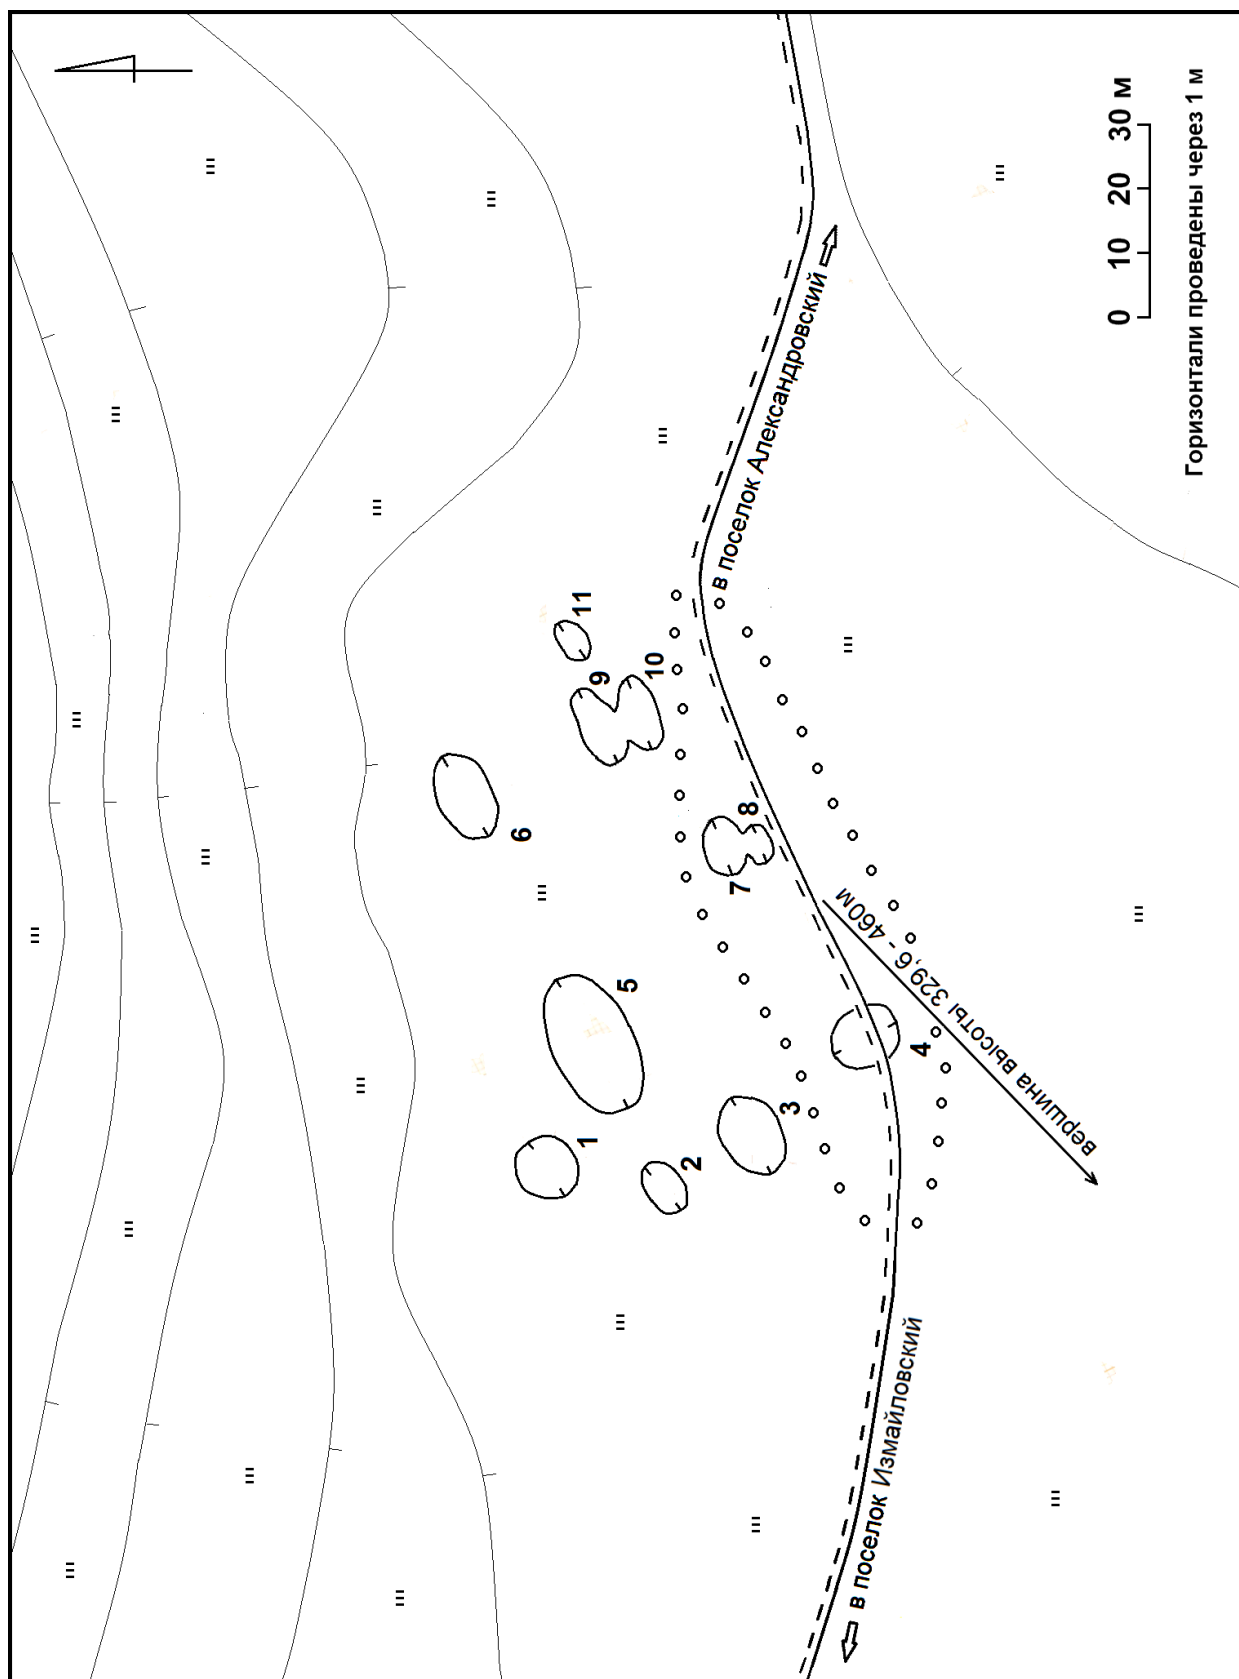 0 10 20 30 м
Горизонтали проведены через 1 м
в поселок Александровский
в поселок Измайловский
вершина высоты 329,6 - 460м
1
2
3
4
5
6
7
8
9
10
11